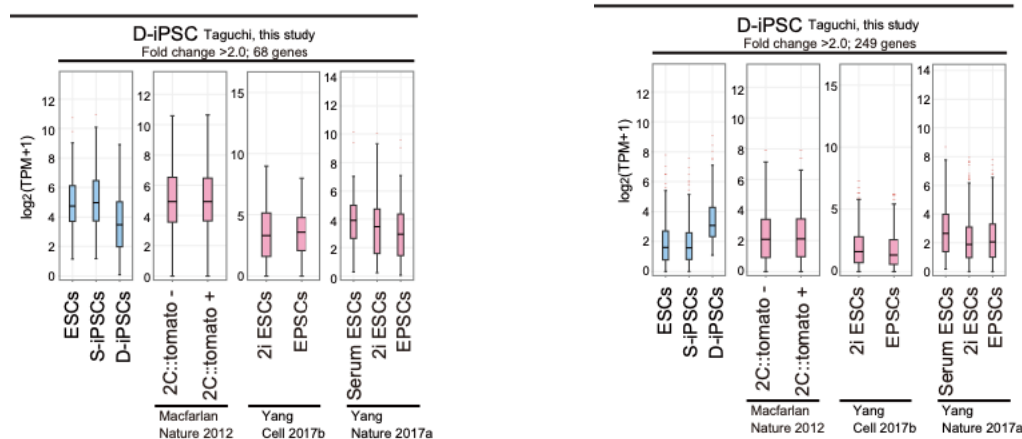 D-iPSC Taguchi, this study
Fold change >2.0; 68 genes
log2(TPM+1)
12
10
8
6
4
2
0
12
10
8
6
4
2
0
15
10
5
0
14
12
10
8
6
4
2
0
ESCs
S-iPSCs
D-iPSCs
2C::tomato -
2C::tomato +
2i ESCs
EPSCs
Serum ESCs
2i ESCs
EPSCs
Macfarlan
Nature 2012
Yang
Cell 2017b
Yang
Nature 2017a
D-iPSC Taguchi, this study
Fold change >2.0; 249 genes
log2(TPM+1)
12
10
8
6
4
2
0
12
10
8
6
4
2
0
15
10
5
0
14
12
10
8
6
4
2
0
ESCs
S-iPSCs
D-iPSCs
2C::tomato -
2C::tomato +
2i ESCs
EPSCs
Serum ESCs
2i ESCs
EPSCs
Macfarlan
Nature 2012
Yang
Cell 2017b
Yang
Nature 2017a